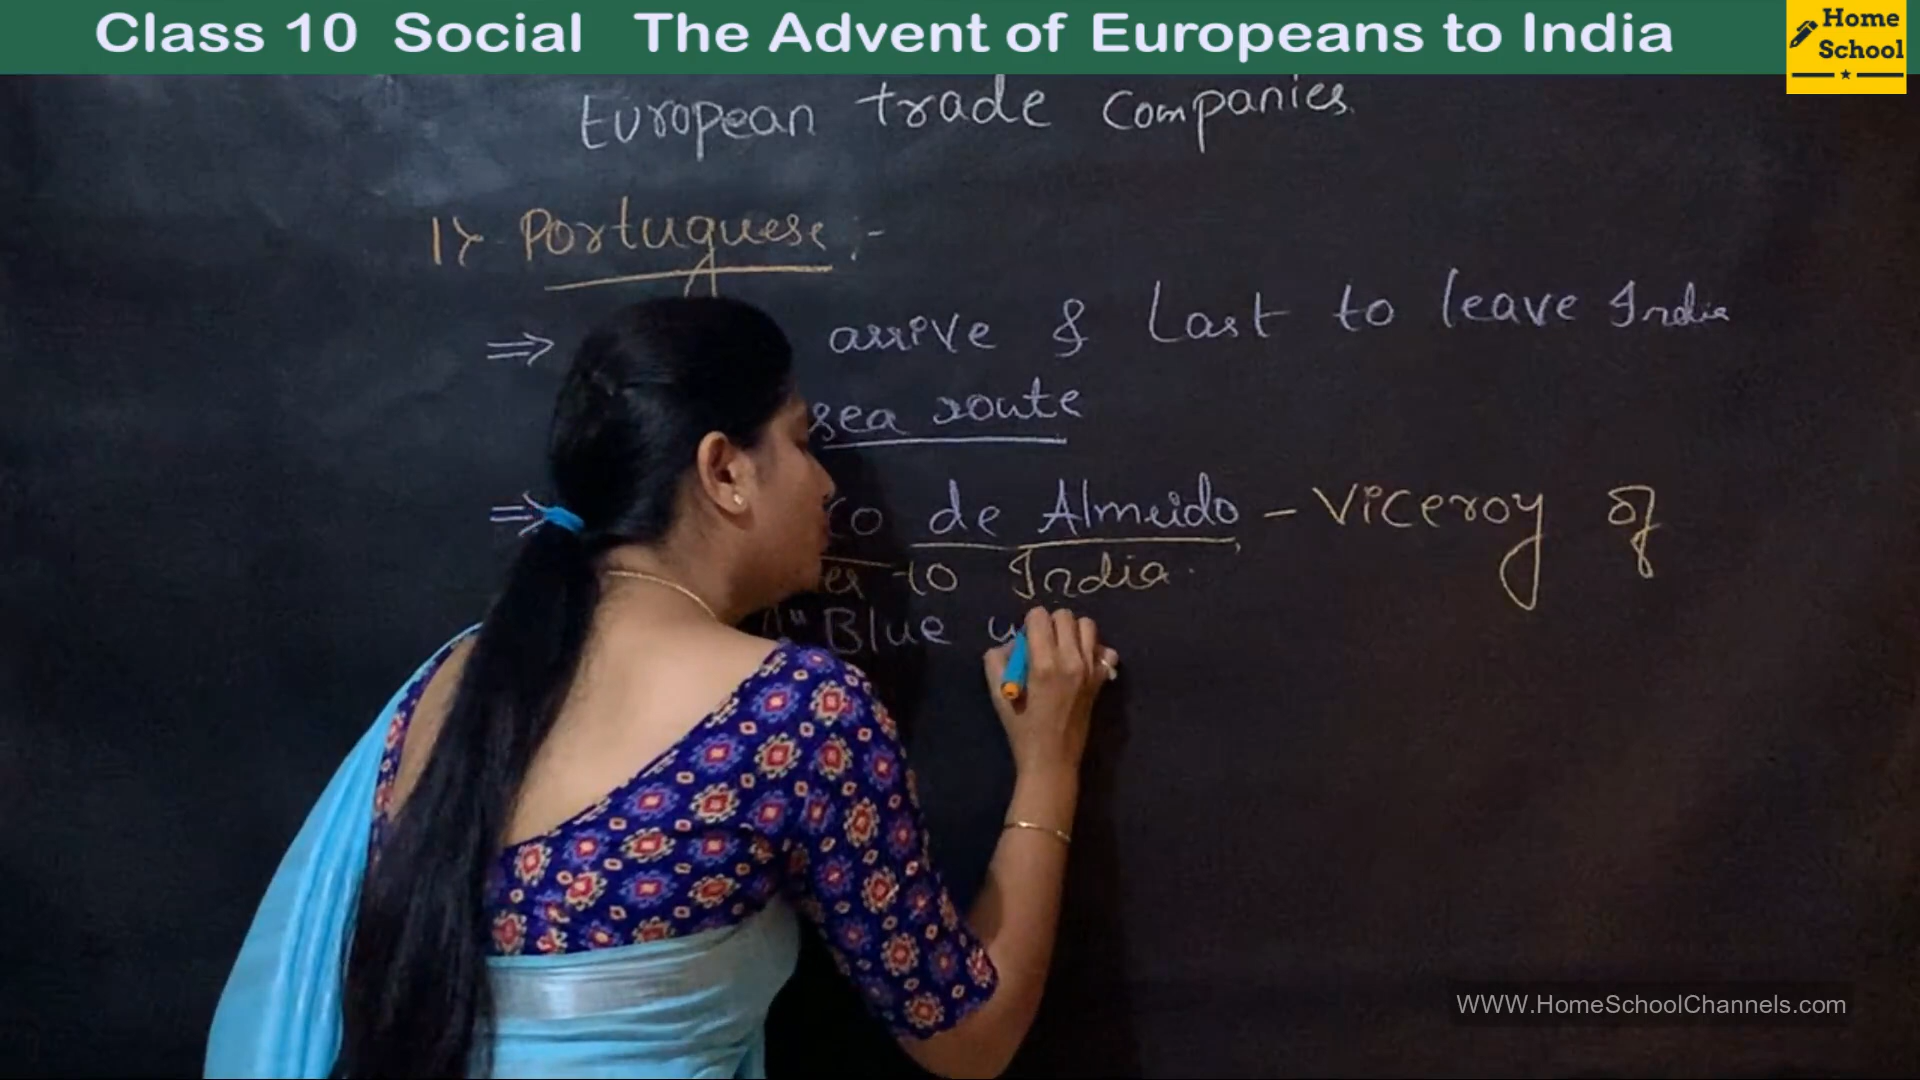 Class 10 Social The Advent of Europeans to India
Home
School
European trade companies
1) Portuguese :-
⇒ arrive & Last to leave India
sea route
⇒ co de Almeido - Viceroy of
to India.
"Blue
WWW.HomeSchoolChannels.com